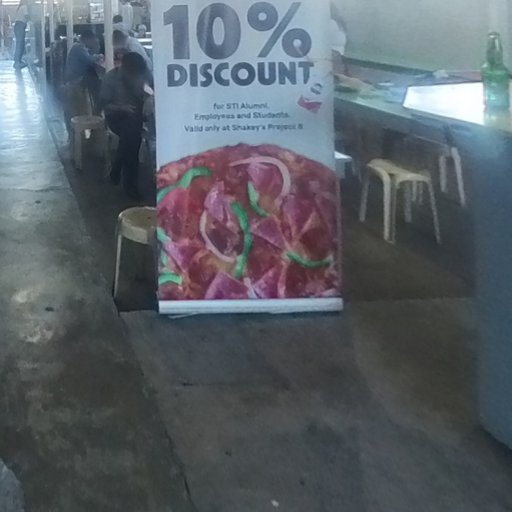 10%
DISCOUNT
for STI Alumni,
Employees and Students.
Valid only at Shakey's Project 8